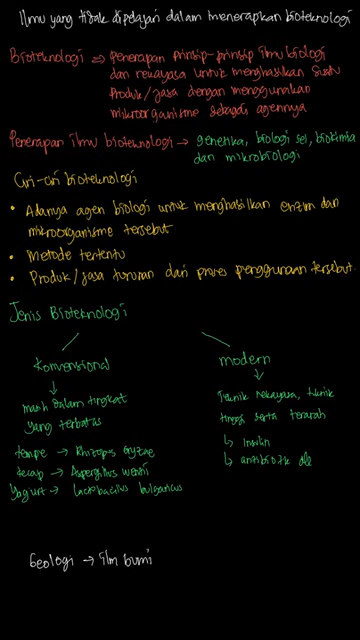 Ilmu yang tidak dipelajari dalam menerapkan bioteknologi
Bioteknologi => penerapan prinsip-prinsip ilmu biologi
dan rekayasa untuk menghasilkan suatu
produk/jasa dengan menggunakan
mikroorganisme sebagai agennya
Penerapan ilmu bioteknologi → genetika, biologi sel, biokimia
dan mikrobiologi
Ciri-ciri bioteknologi
• Adanya agen biologi untuk menghasilkan enzim dan
mikroorganisme tersebut
• Metode tertentu
• Produk/jasa turunan dari proses penggunaan tersebut.
Jenis Bioteknologi
Konvensional
↓
masih dalam tingkat
yang terbatas
tempe → Rhizopus oryzae
kecap → Aspergillus wentii
Yogurt → Lactobacillus bulgaricus
modern
↓
Teknik rekayasa, teknik
tinggi serta terarah
↳ Insulin
↳ antibiotik dll
Geologi → ilm bumi